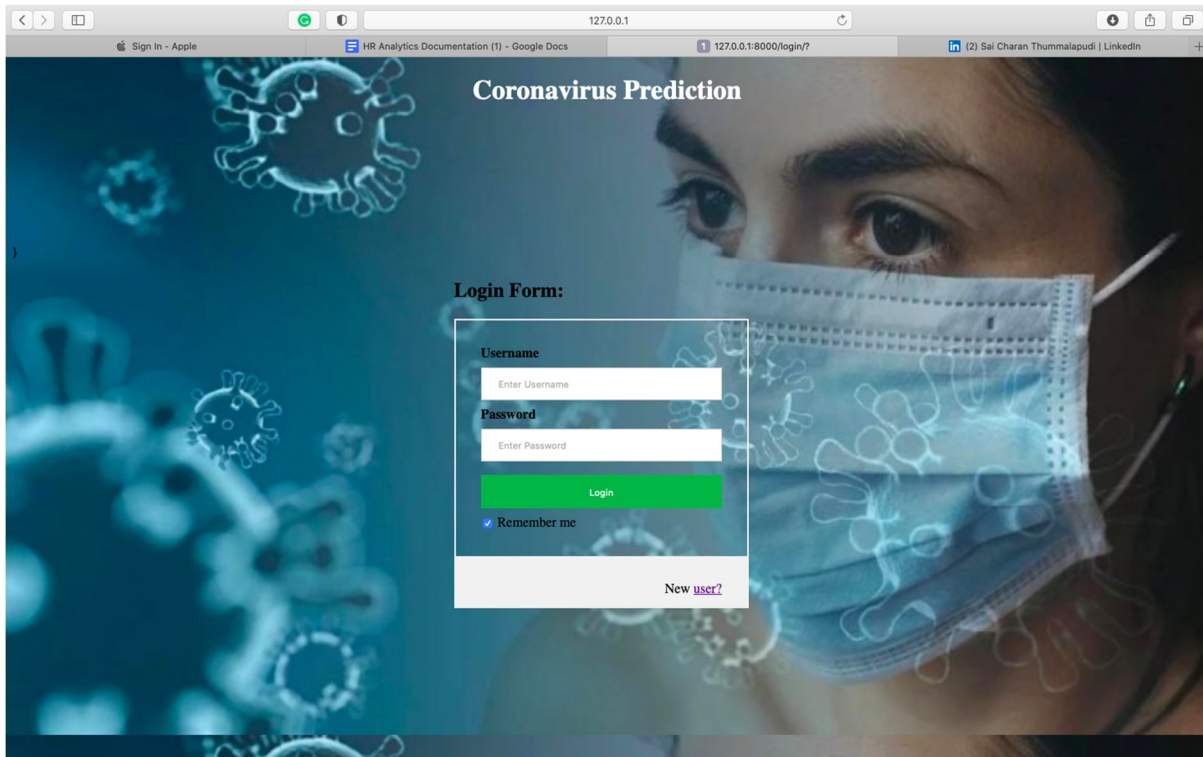 127.0.0.1
Sign In - Apple
HR Analytics Documentation (1) - Google Docs
1 127.0.0.1:8000/login/?
in (2) Sai Charan Thummalapudi | LinkedIn
Coronavirus Prediction
}
Login Form:
Username
Enter Username
Password
Enter Password
Login
Remember me
New user?